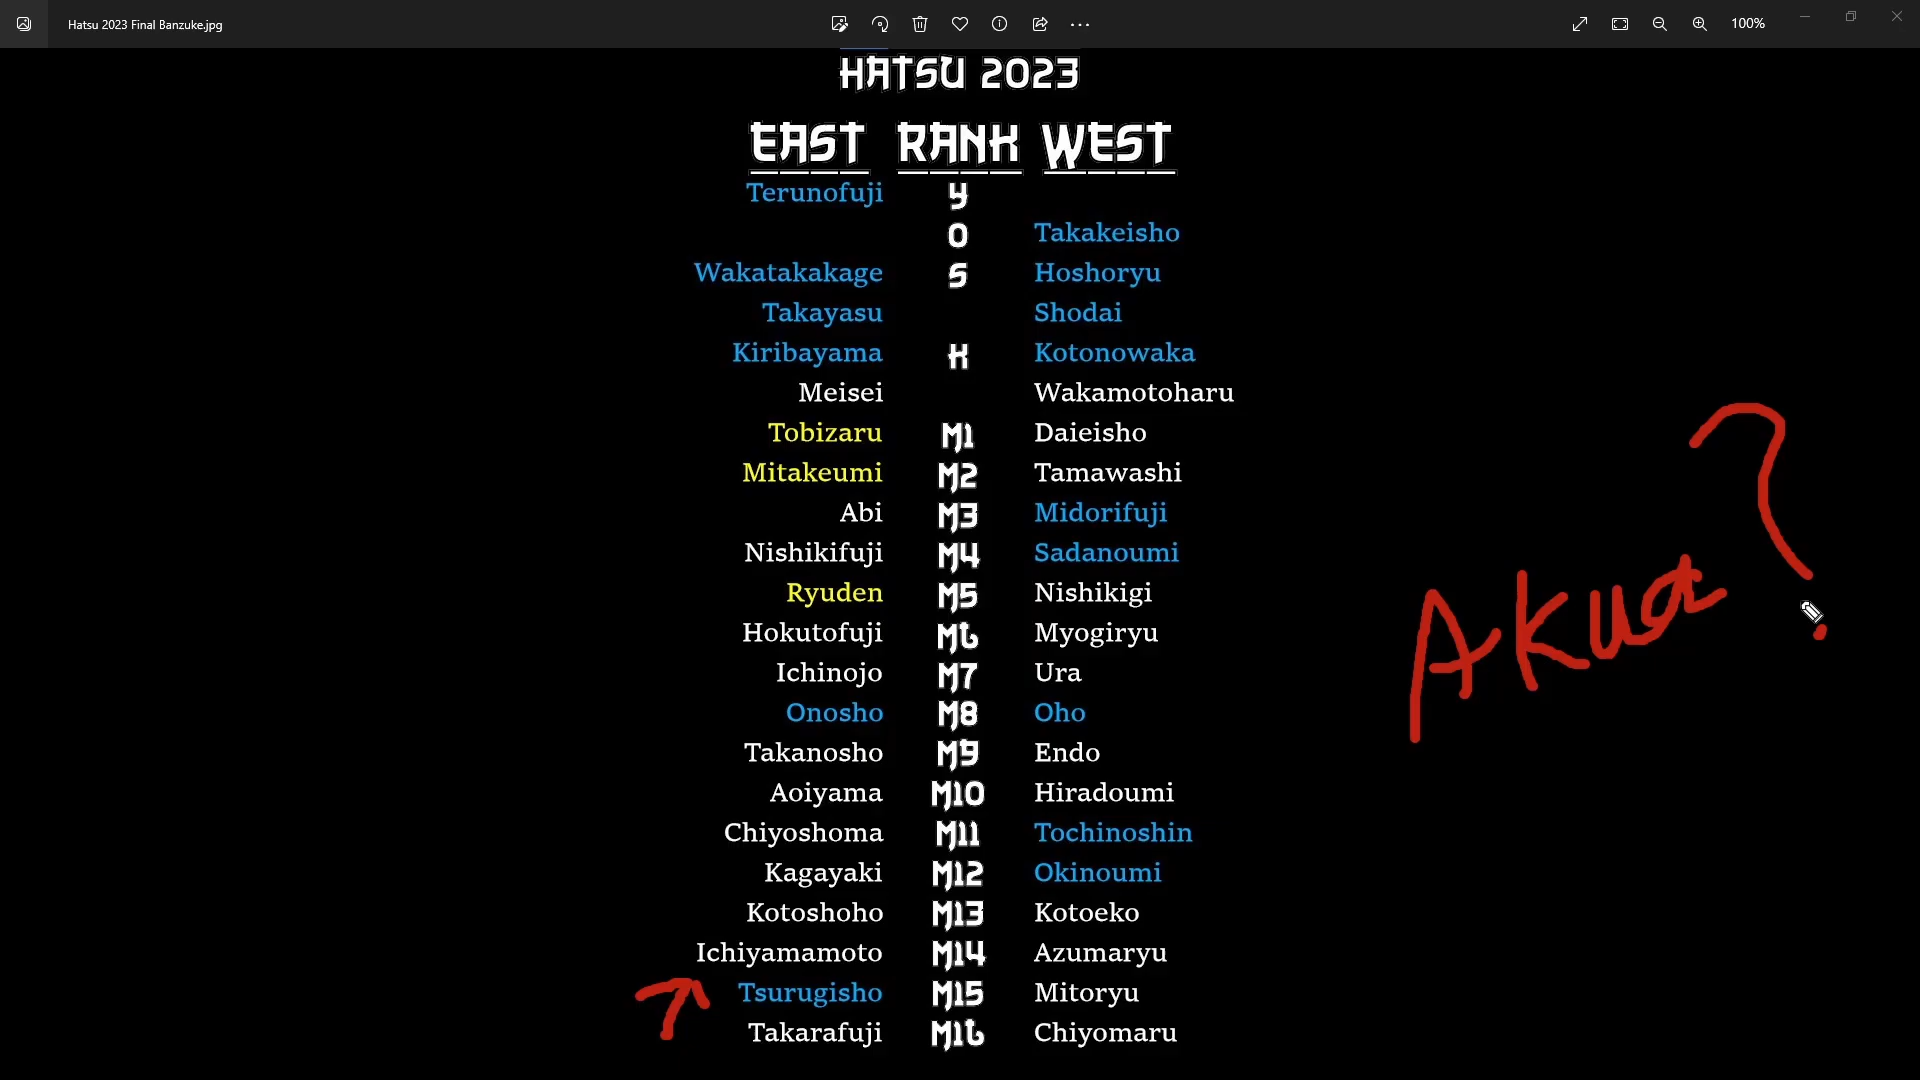 Hatsu 2023 Final Banzuke.jpg 100%
HATSU 2023
EAST RANK WEST
Terunofuji Y
O Takakeisho
Wakatakakage S Hoshoryu
Takayasu Shodai
Kiribayama K Kotonowaka
Meisei Wakamotoharu
Tobizaru M1 Daieisho
Mitakeumi M2 Tamawashi
Abi M3 Midorifuji
Nishikifuji M4 Sadanoumi
Ryuden M5 Nishikigi
Hokutofuji M6 Myogiryu
Ichinojo M7 Ura
Onosho M8 Oho
Takanosho M9 Endo
Aoiyama M10 Hiradoumi
Chiyoshoma M11 Tochinoshin
Kagayaki M12 Okinoumi
Kotoshoho M13 Kotoeko
Ichiyamamoto M14 Azumaryu
Tsurugisho M15 Mitoryu
Takarafuji M16 Chiyomaru
AKua?